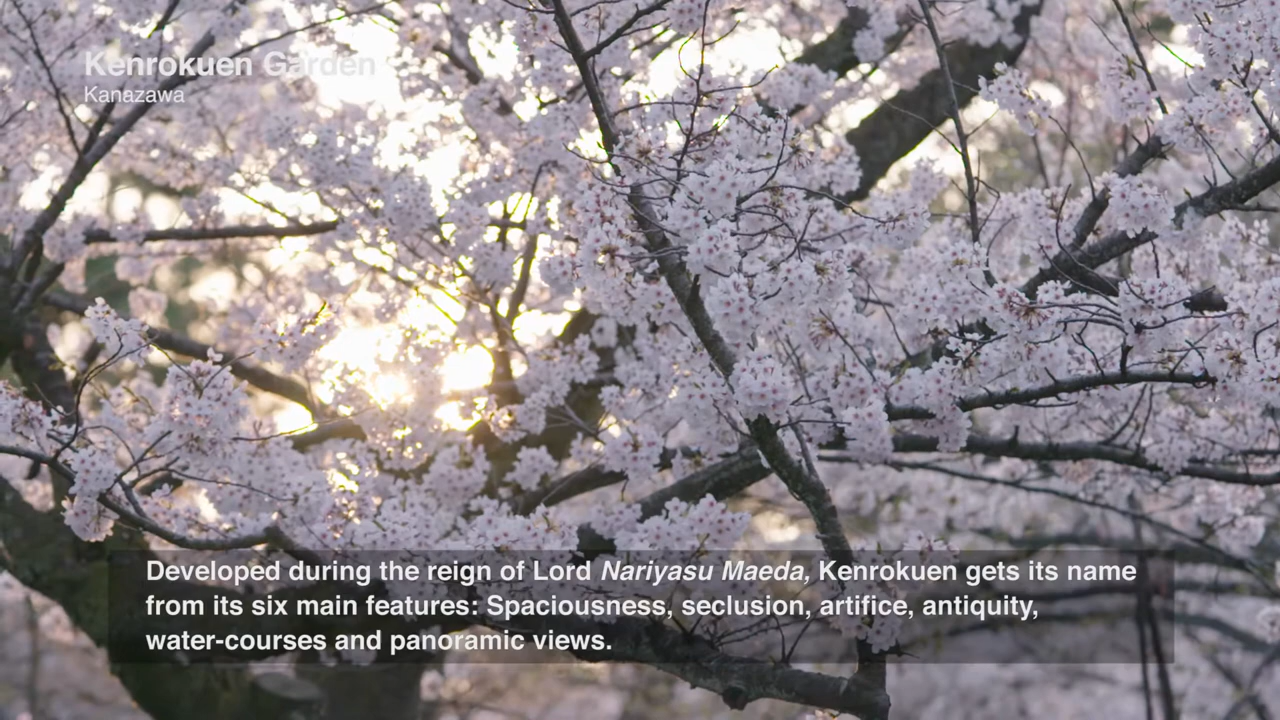 Kenrokuen Garden
Kanazawa
Developed during the reign of Lord Nariyasu Maeda, Kenrokuen gets its name
from its six main features: Spaciousness, seclusion, artifice, antiquity,
water-courses and panoramic views.